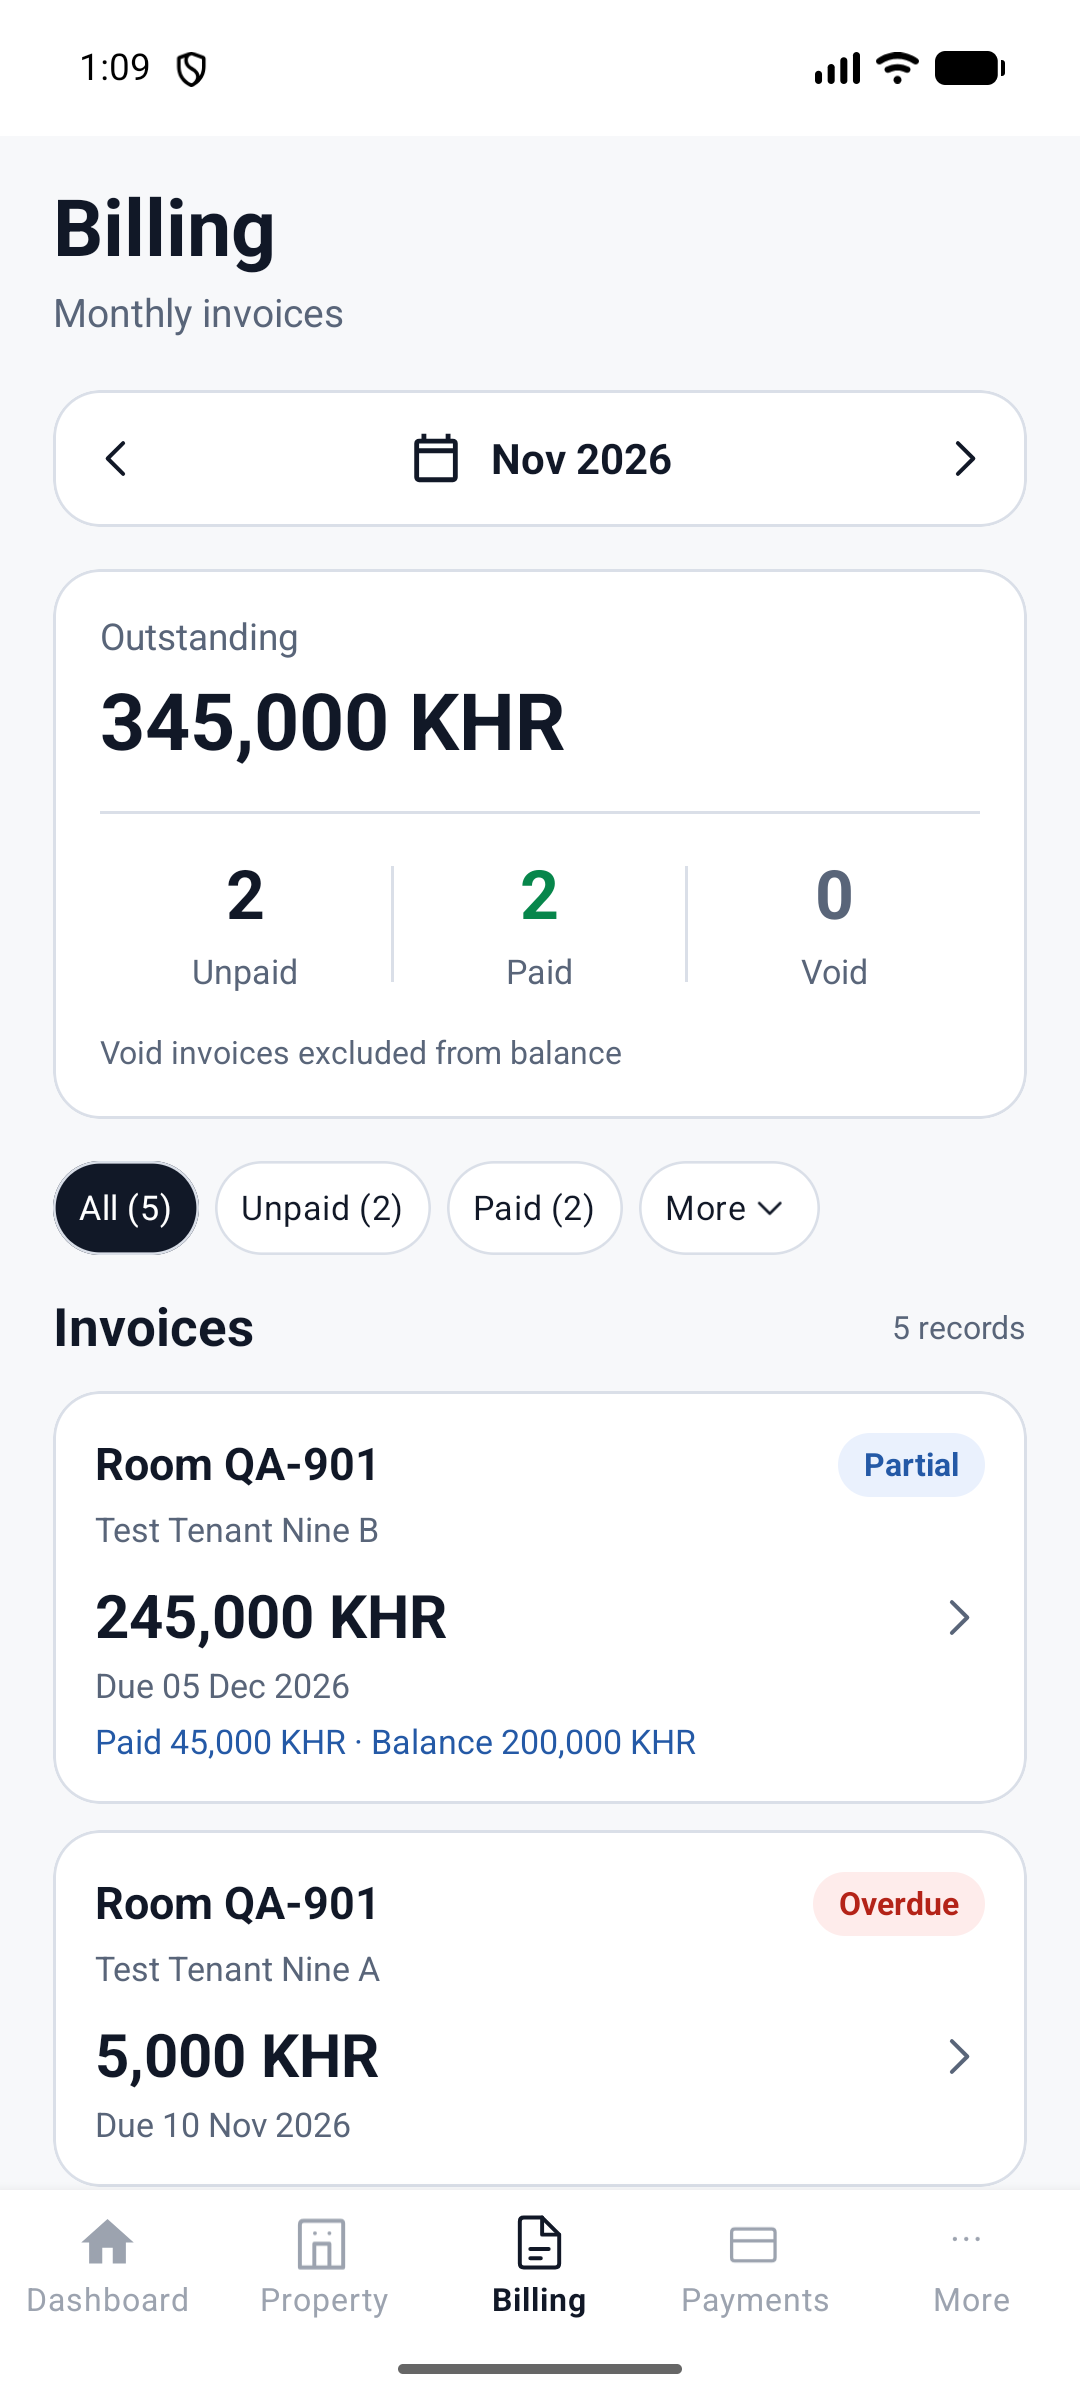 1:09
Billing
Monthly invoices
Nov 2026
Outstanding
345,000 KHR
2 2 0
Unpaid Paid Void
Void invoices excluded from balance
All (5) Unpaid (2) Paid (2) More
Invoices 5 records
Room QA-901 Partial
Test Tenant Nine B
245,000 KHR
Due 05 Dec 2026
Paid 45,000 KHR · Balance 200,000 KHR
Room QA-901 Overdue
Test Tenant Nine A
5,000 KHR
Due 10 Nov 2026
Dashboard Property Billing Payments More